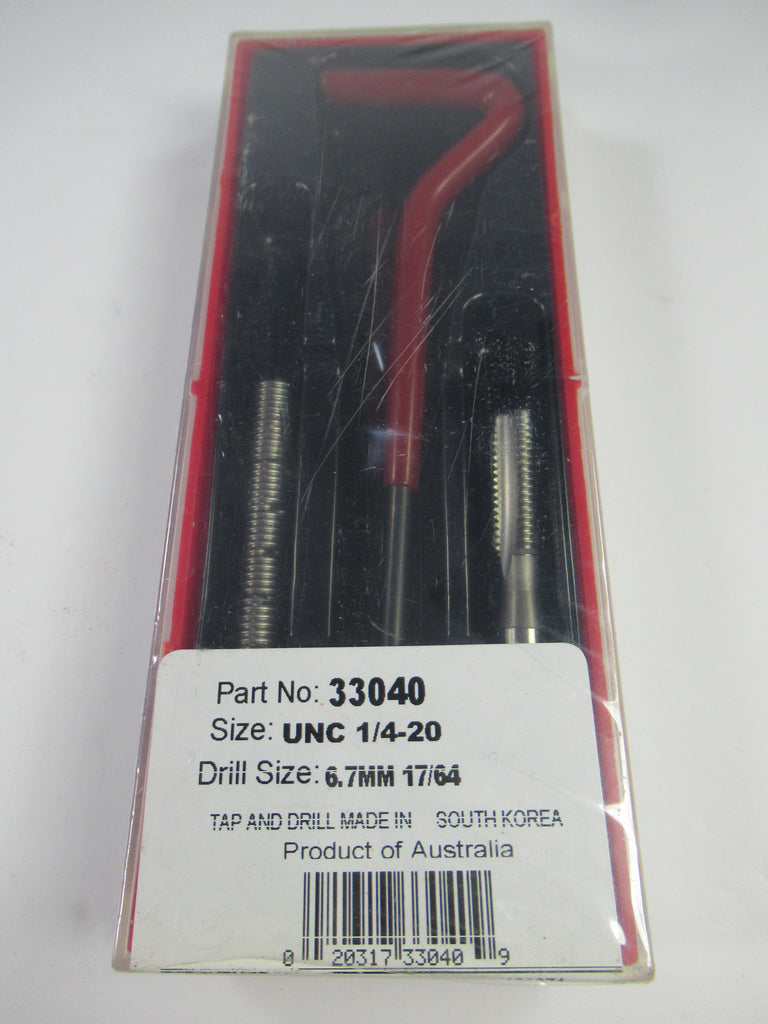 Part No: 33040
Size: UNC 1/4-20
Drill Size: 6.7MM 17/64
TAP AND DRILL MADE IN SOUTH KOREA
Product of Australia
0 20317 33040 9